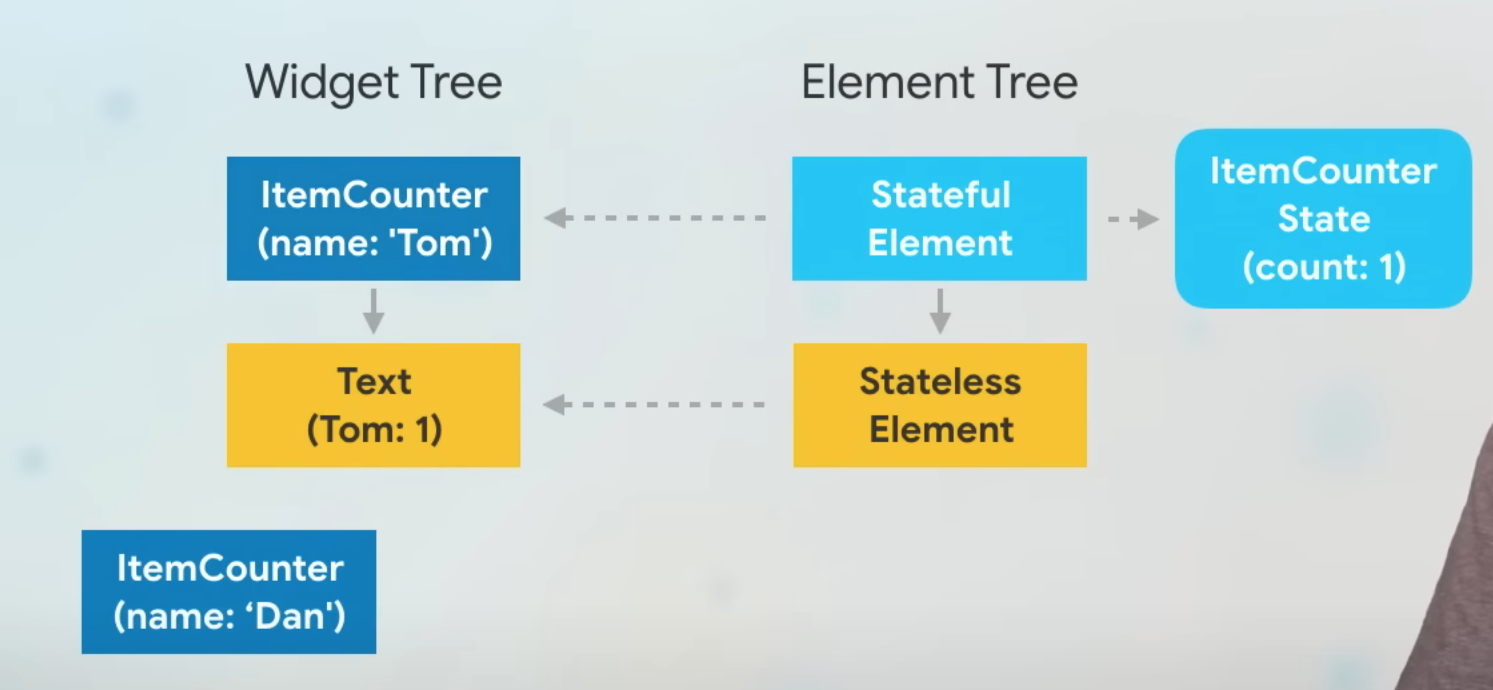 Widget Tree
Element Tree
ItemCounter
(name: 'Tom')
Stateful
Element
ItemCounter
State
(count: 1)
Text
(Tom: 1)
Stateless
Element
ItemCounter
(name: ‘Dan')